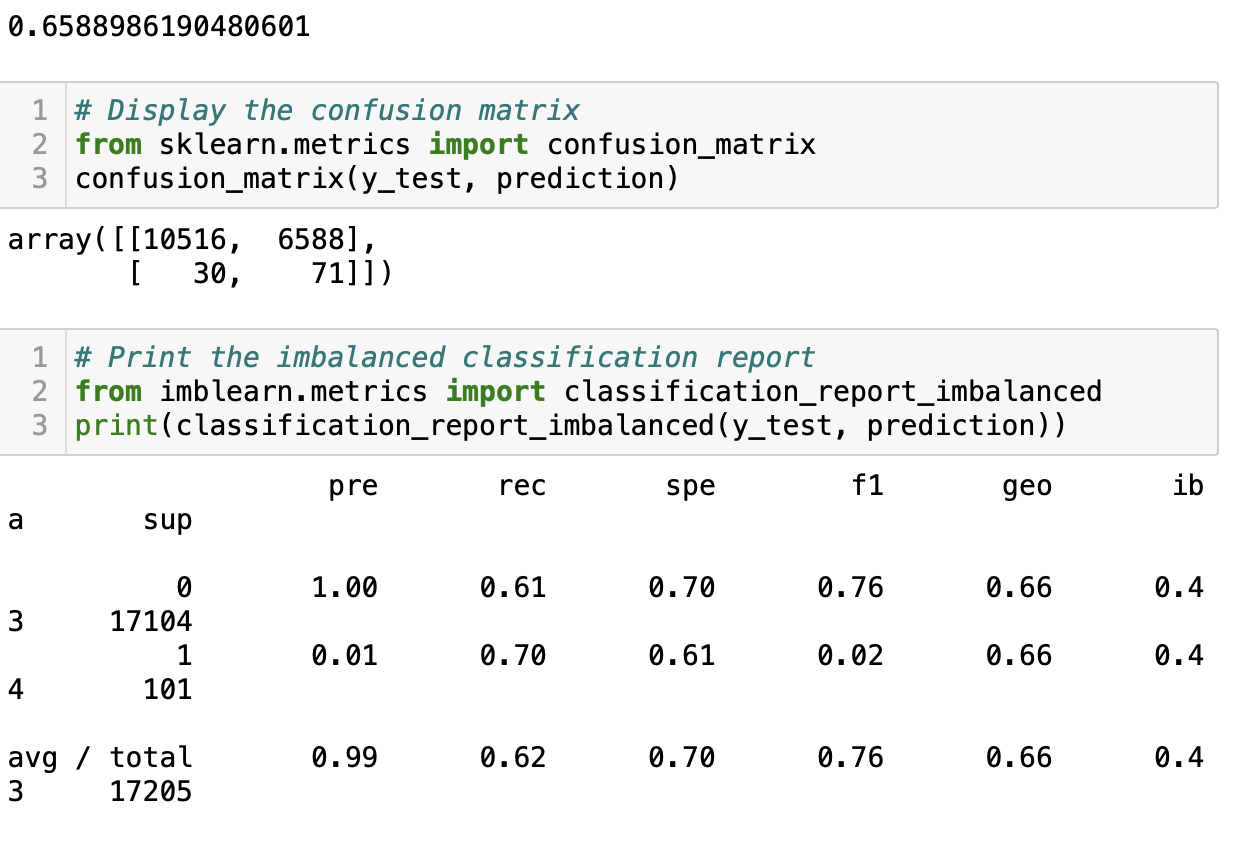 0.6588986190480601
1 # Display the confusion matrix
2 from sklearn.metrics import confusion_matrix
3 confusion_matrix(y_test, prediction)
array([[10516,  6588],
       [   30,    71]])
1 # Print the imbalanced classification report
2 from imblearn.metrics import classification_report_imbalanced
3 print(classification_report_imbalanced(y_test, prediction))
                   pre       rec       spe        f1       geo       ib
a       sup
          0       1.00      0.61      0.70      0.76      0.66      0.4
3     17104
          1       0.01      0.70      0.61      0.02      0.66      0.4
4       101
avg / total       0.99      0.62      0.70      0.76      0.66      0.4
3     17205